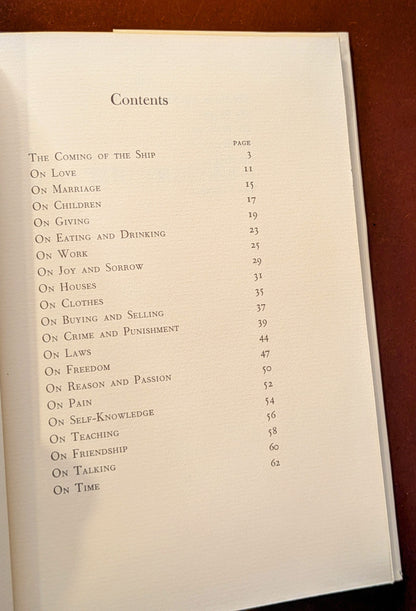 Contents
PAGE
The Coming of the Ship 3
On Love 11
On Marriage 15
On Children 17
On Giving 19
On Eating and Drinking 23
On Work 25
On Joy and Sorrow 29
On Houses 31
On Clothes 35
On Buying and Selling 37
On Crime and Punishment 39
On Laws 44
On Freedom 47
On Reason and Passion 50
On Pain 52
On Self-Knowledge 54
On Teaching 56
On Friendship 58
On Talking 60
On Time 62